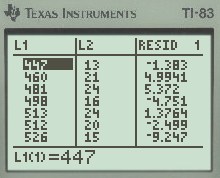 TEXAS INSTRUMENTS TI-83
L1 L2 RESID 1
447 13 -1.383
460 21 4.9941
481 24 5.372
498 16 -4.751
513 24 1.3764
512 20 -2.498
526 15 -9.247
L1(1)=447